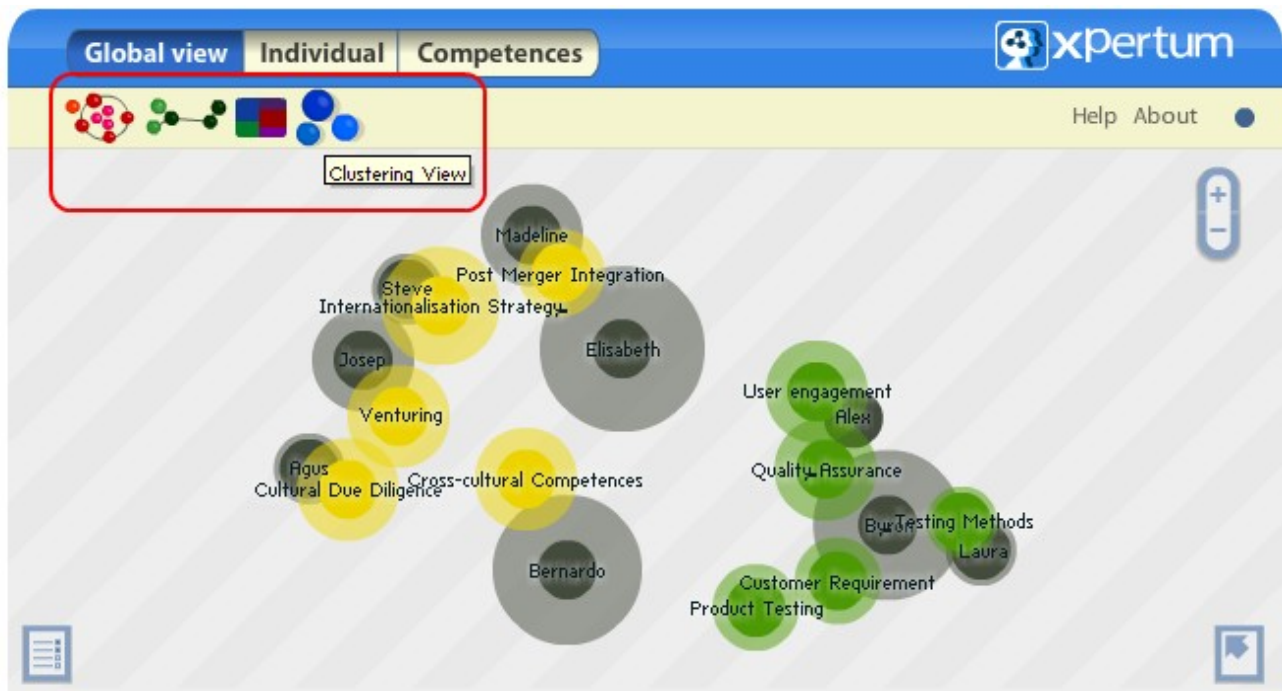 Global view Individual Competences
xpertum
Help About
Clustering View
Madeline
Post Merger Integration
Steve
Internationalisation Strategy
Elisabeth
Josep
User engagement
Venturing
Alex
Agus
Quality Assurance
Cross-cultural Competences
Cultural Due Diligence
Byron
Testing Methods
Laura
Bernardo
Customer Requirement
Product Testing